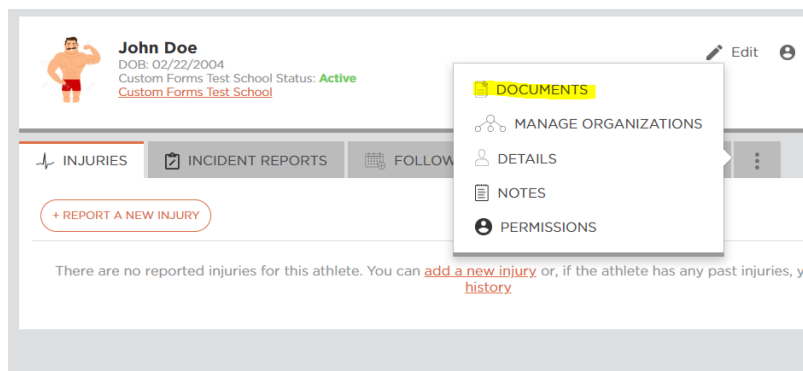 John Doe
DOB: 02/22/2004
Custom Forms Test School Status: Active
Custom Forms Test School
Edit
DOCUMENTS
MANAGE ORGANIZATIONS
DETAILS
NOTES
PERMISSIONS
INJURIES
INCIDENT REPORTS
FOLLOW
+ REPORT A NEW INJURY
There are no reported injuries for this athlete. You can add a new injury or, if the athlete has any past injuries, y
history